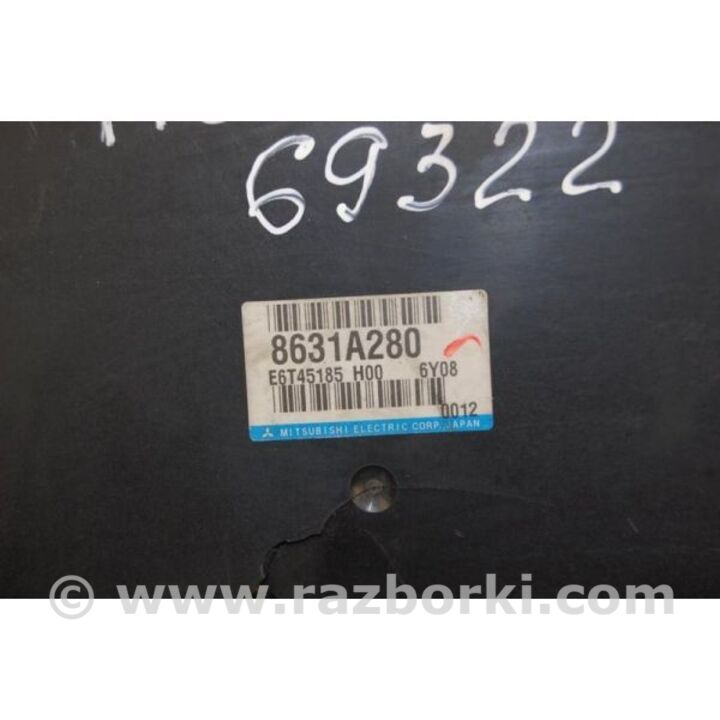 69322
8631A280
E6T45185 H00 6Y08
0012
MITSUBISHI ELECTRIC CORP. JAPAN
© www.razborki.com